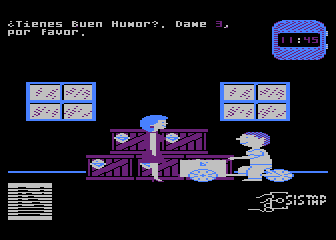 ¿Tienes Buen Humor?. Dame 3,
por favor.
11:45
SISTAP